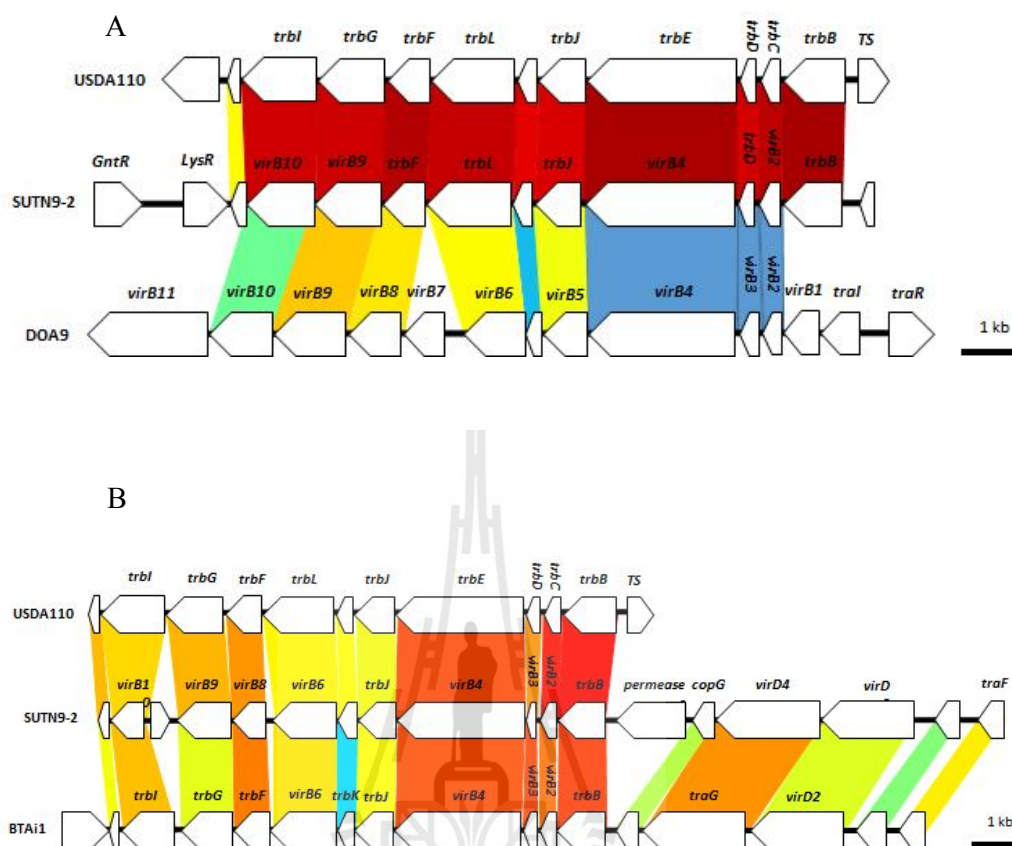 A
trbI trbG trbF trbL trbJ trbE trbD trbC trbB TS
USDA110
GntR LysR virB10 virB9 trbF trbL trbJ virB4 trbD virB2 trbB
SUTN9-2
virB11 virB10 virB9 virB8 virB7 virB6 virB5 virB4 virB3 virB2 virB1 traI traR
DOA9
1 kb
B
trbI trbG trbF trbL trbJ trbE trbD trbC trbB TS
USDA110
virB1 virB9 virB8 virB6 trbJ virB4 virB3 virB2 trbB permease copG virD4 virD traF
0
SUTN9-2
trbI trbG trbF virB6 trbK trbJ virB4 virB3 virB2 trbB traG virD2
BTAi1
1 kb